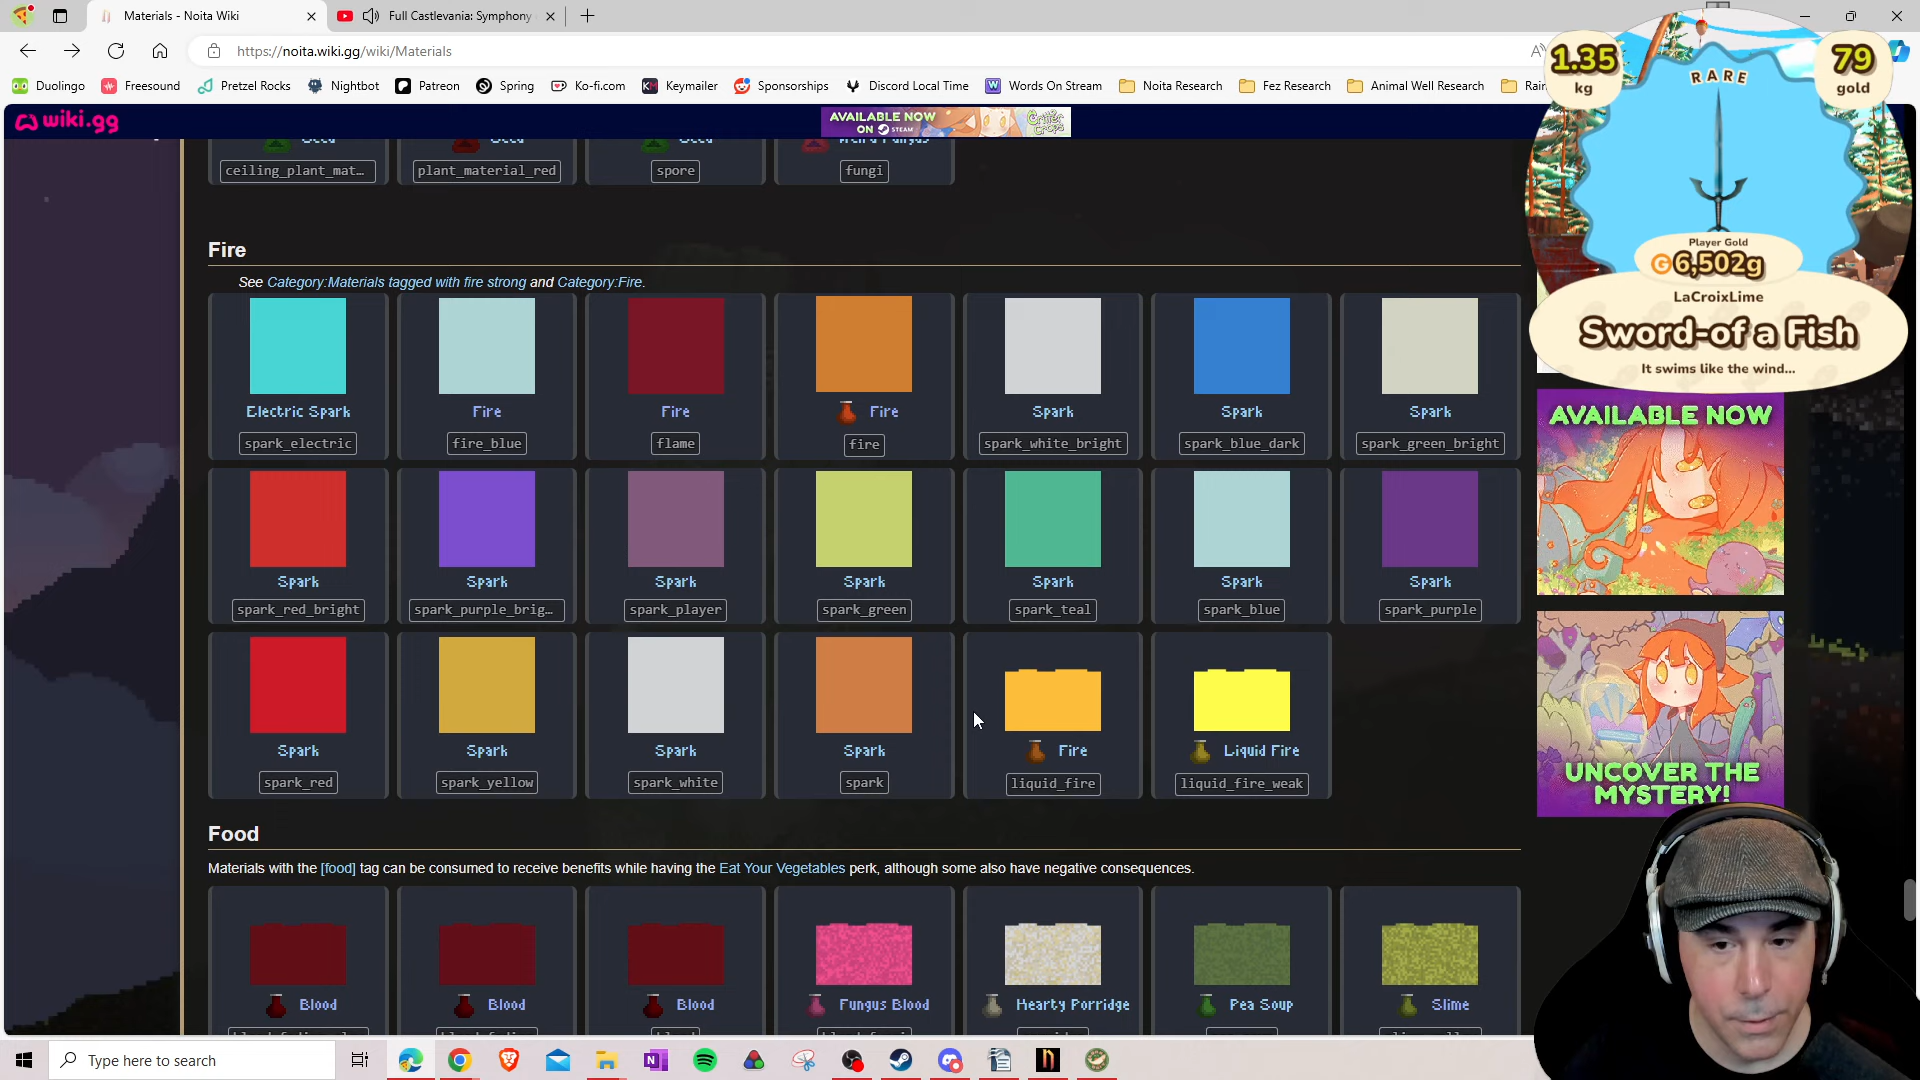 Materials - Noita Wiki
Full Castlevania: Symphony
https://noita.wiki.gg/wiki/Materials
Duolingo
Freesound
Pretzel Rocks
Nightbot
Patreon
Spring
Ko-fi.com
Keymailer
Sponsorships
Discord Local Time
Words On Stream
Noita Research
Fez Research
Animal Well Research
wiki.gg
AVAILABLE NOW
ON STEAM
Critter Crops
1.35
kg
RARE
79
gold
Player Gold
G6,502g
LaCroixLime
Sword-of a Fish
It swims like the wind...
ceiling_plant_mat…
plant_material_red
spore
fungi
Fire
See Category:Materials tagged with fire strong and Category:Fire.
Electric Spark
Fire
Fire
Fire
Spark
Spark
Spark
spark_electric
fire_blue
flame
fire
spark_white_bright
spark_blue_dark
spark_green_bright
Spark
Spark
Spark
Spark
Spark
Spark
Spark
spark_red_bright
spark_purple_brig…
spark_player
spark_green
spark_teal
spark_blue
spark_purple
Spark
Spark
Spark
Spark
Fire
Liquid Fire
spark_red
spark_yellow
spark_white
spark
liquid_fire
liquid_fire_weak
Food
Materials with the [food] tag can be consumed to receive benefits while having the Eat Your Vegetables perk, although some also have negative consequences.
Blood
Blood
Blood
Fungus Blood
Hearty Porridge
Pea Soup
Slime
AVAILABLE NOW
UNCOVER THE
MYSTERY!
Type here to search